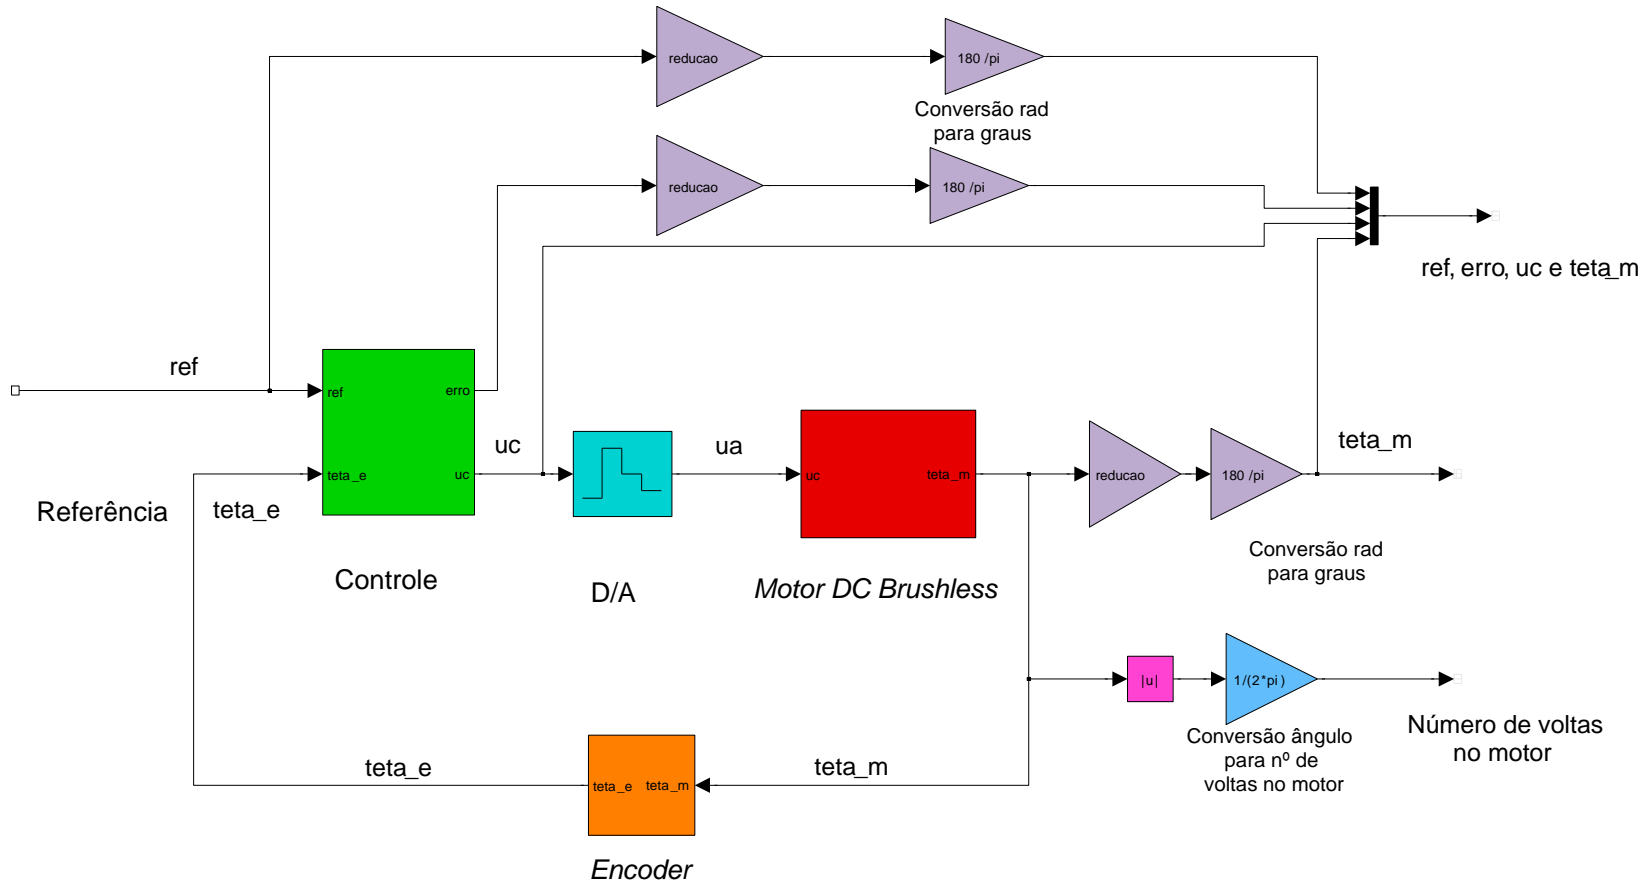 reducao
180 /pi
Conversão rad
para graus
reducao
180 /pi
ref, erro, uc e teta_m
ref
ref
erro
teta_e
uc
uc
ua
uc
teta_m
reducao
180 /pi
teta_m
Referência
teta_e
Controle
D/A
Motor DC Brushless
Conversão rad
para graus
|u|
1/(2*pi )
Conversão ângulo
para nº de
voltas no motor
Número de voltas
no motor
teta_e
teta_e
teta_m
teta_m
Encoder